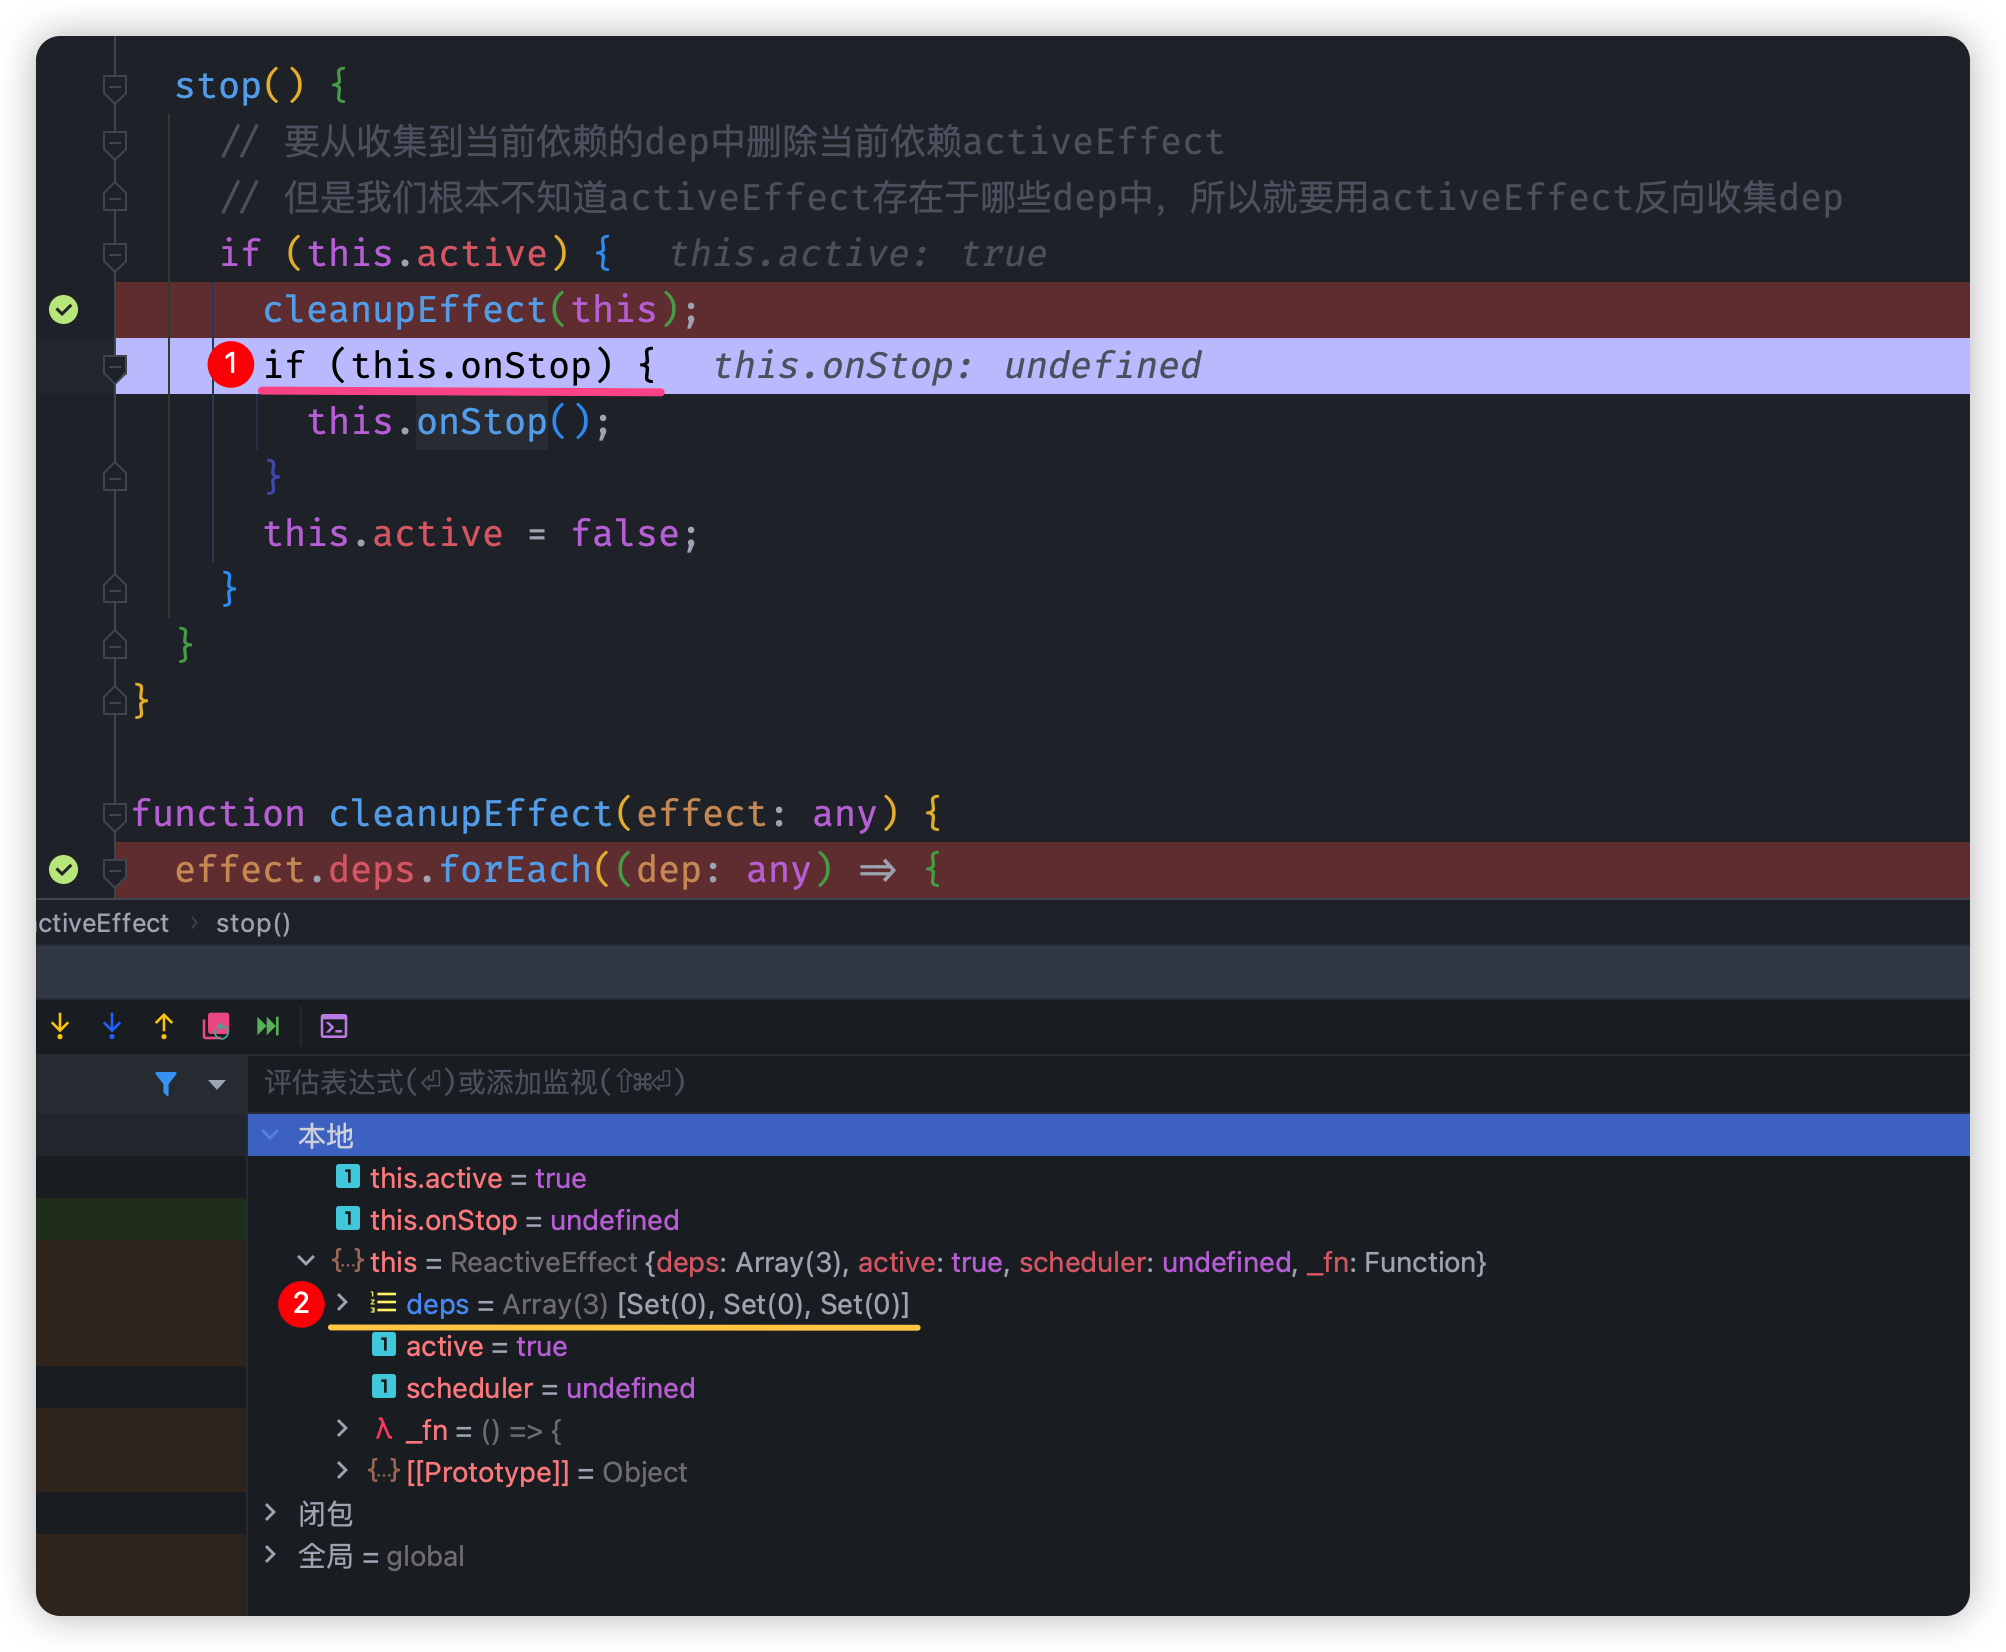 stop() {
// 要从收集到当前依赖的dep中删除当前依赖activeEffect
// 但是我们根本不知道activeEffect存在于哪些dep中，所以就要用activeEffect反向收集dep
if (this.active) {   this.active: true
cleanupEffect(this);
1 if (this.onStop) {   this.onStop: undefined
this.onStop();
}
this.active = false;
}
}
}
function cleanupEffect(effect: any) {
effect.deps.forEach((dep: any) => {
ctiveEffect › stop()
评估表达式(⏎)或添加监视(⇧⌘⏎)
本地
this.active = true
this.onStop = undefined
{...} this = ReactiveEffect {deps: Array(3), active: true, scheduler: undefined, _fn: Function}
2 deps = Array(3) [Set(0), Set(0), Set(0)]
active = true
scheduler = undefined
λ _fn = () => {
{...} [[Prototype]] = Object
闭包
全局 = global